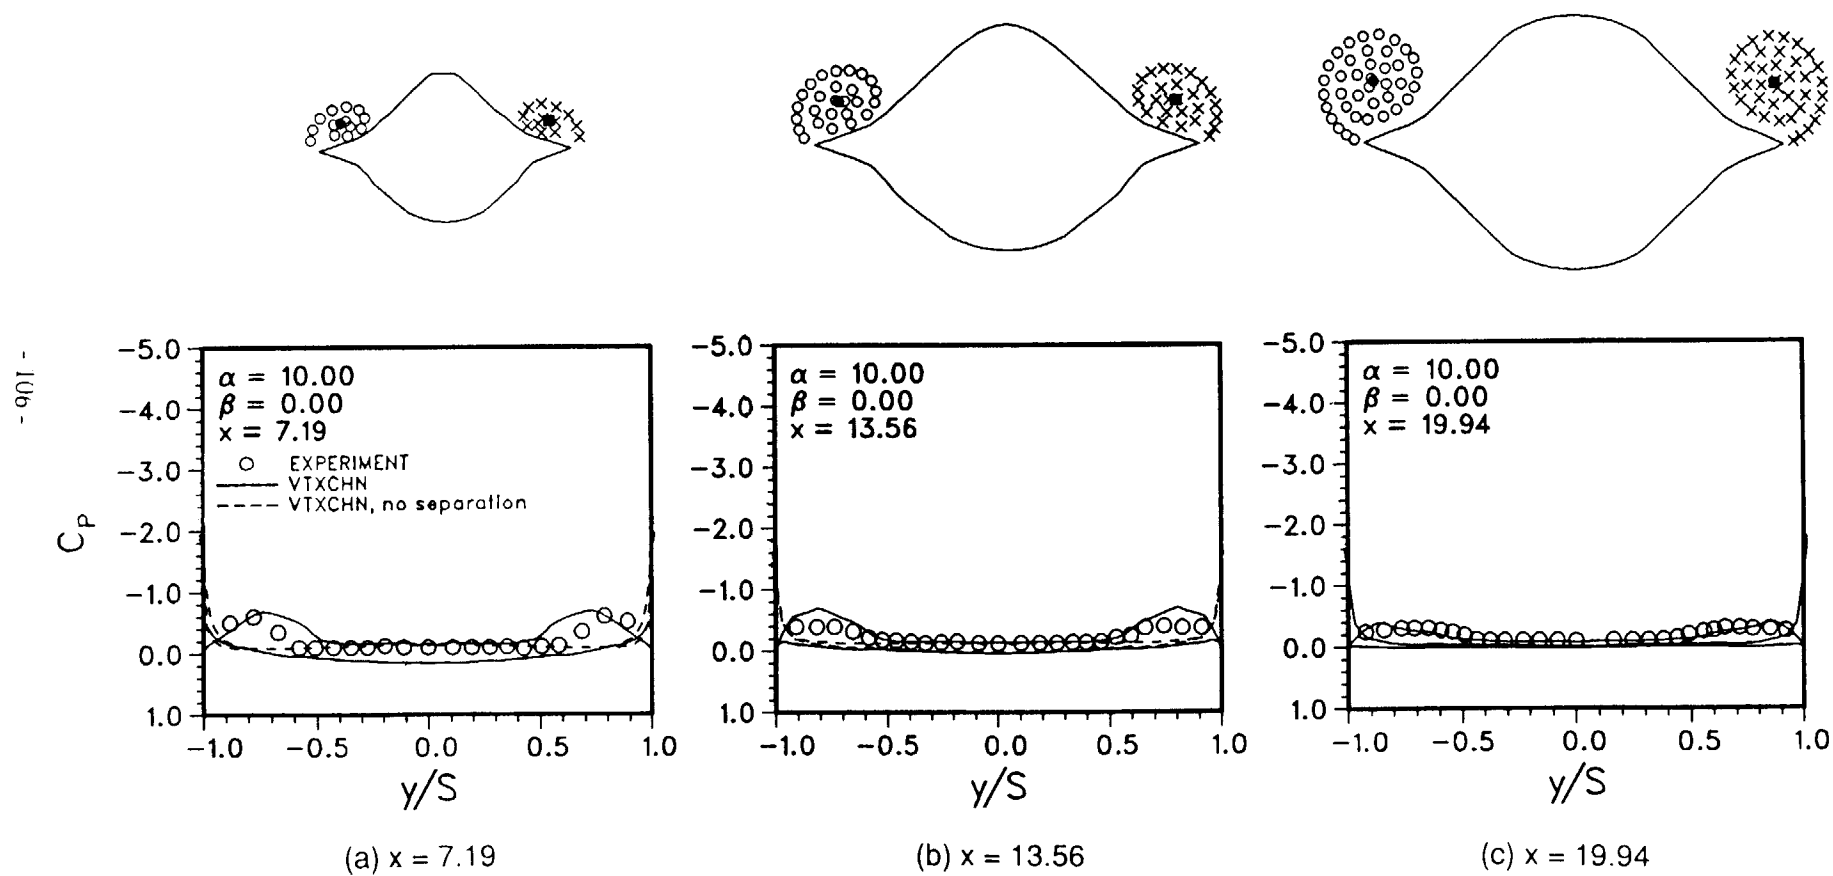 - 106 -
-5.0
-4.0
-3.0
-2.0
-1.0
0.0
1.0
C_P
α = 10.00
β = 0.00
x = 7.19
EXPERIMENT
VTXCHN
VTXCHN, no separation
-1.0 -0.5 0.0 0.5 1.0
y/S
(a) x = 7.19
-5.0
-4.0
-3.0
-2.0
-1.0
0.0
1.0
α = 10.00
β = 0.00
x = 13.56
-1.0 -0.5 0.0 0.5 1.0
y/S
(b) x = 13.56
-5.0
-4.0
-3.0
-2.0
-1.0
0.0
1.0
α = 10.00
β = 0.00
x = 19.94
-1.0 -0.5 0.0 0.5 1.0
y/S
(c) x = 19.94